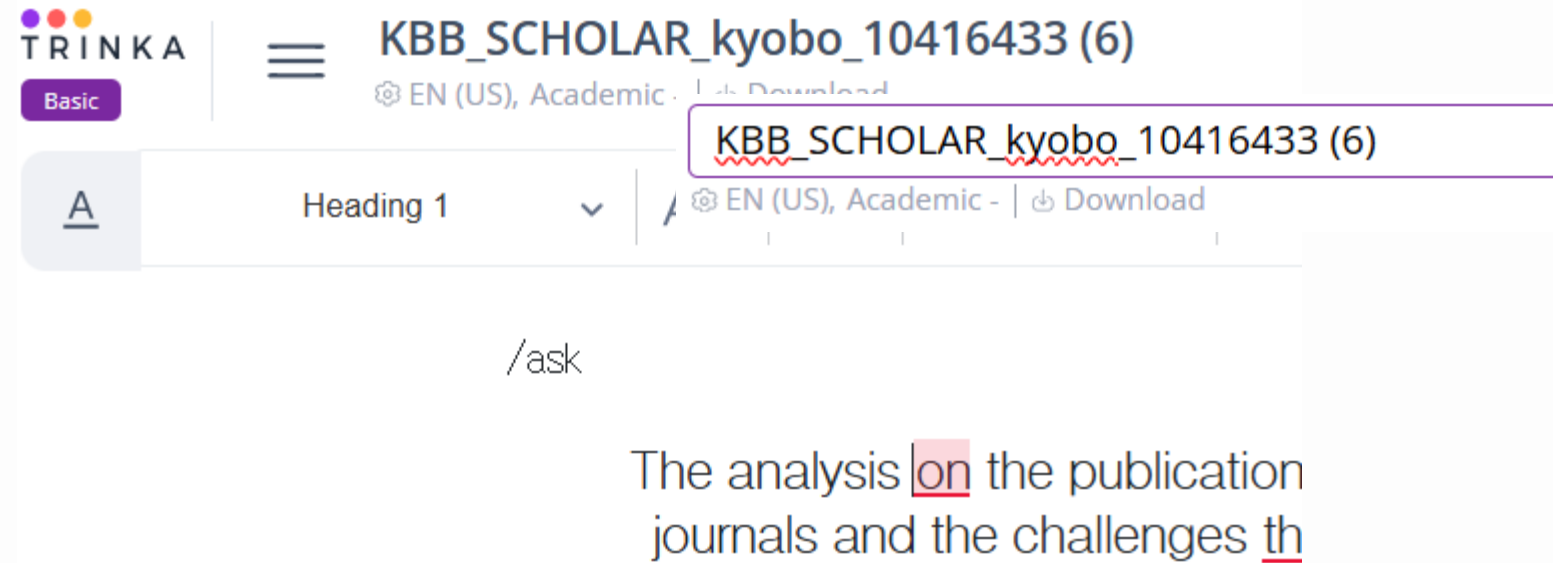 TRINKA
Basic
KBB_SCHOLAR_kyobo_10416433 (6)
EN (US), Academic - | Download
KBB_SCHOLAR_kyobo_10416433 (6)
EN (US), Academic - | Download
A
Heading 1
/ask
The analysis on the publication
journals and the challenges th